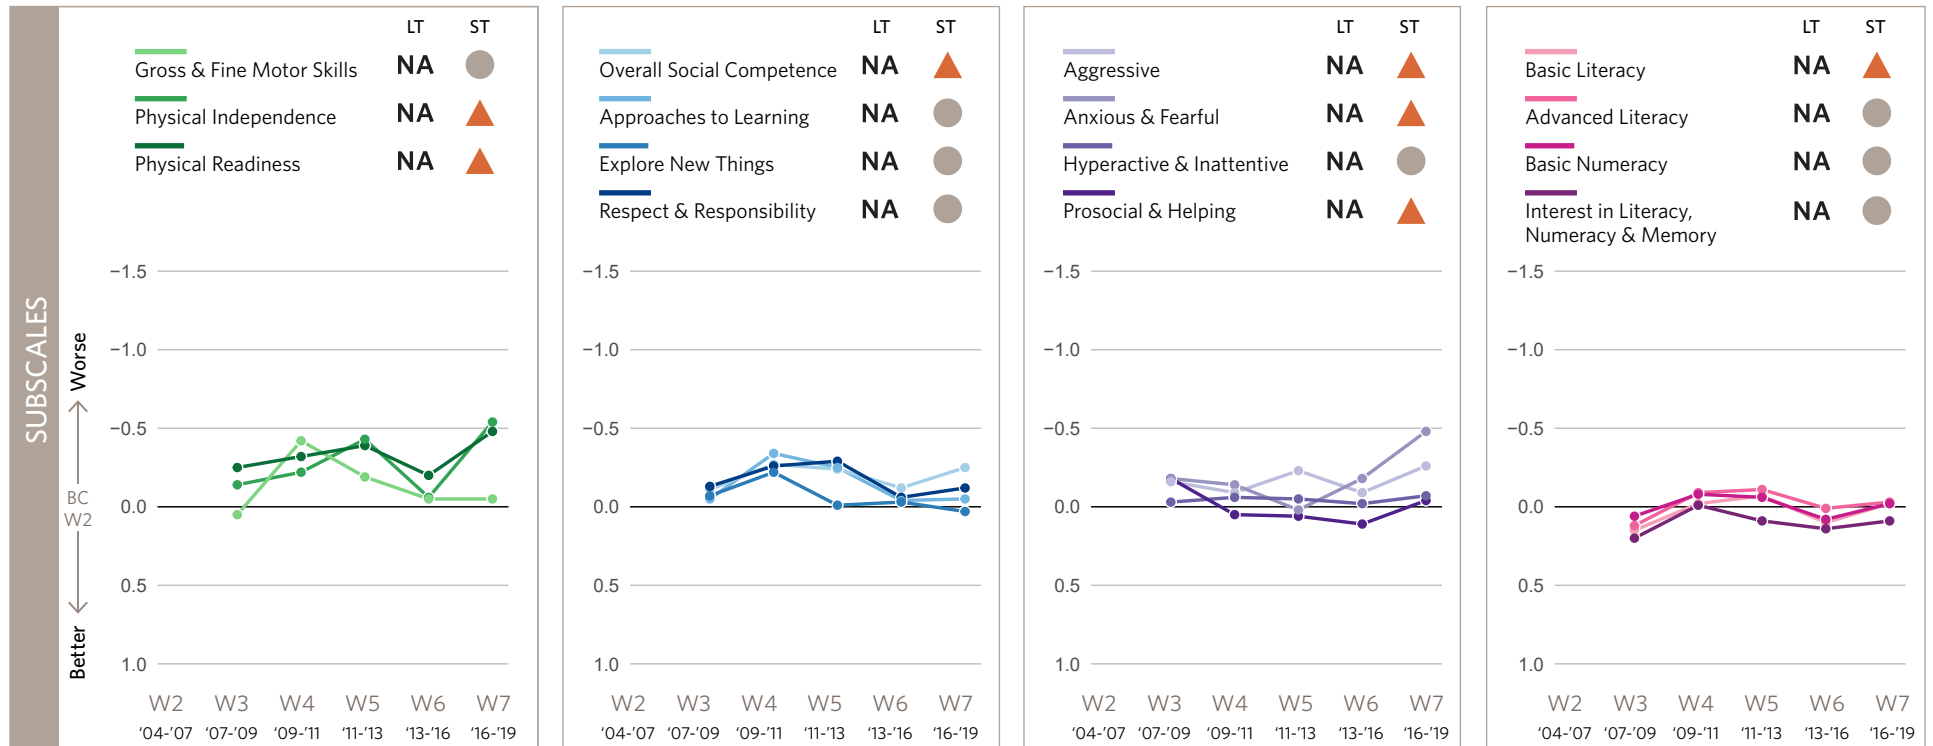 SUBSCALES
LT ST
Gross & Fine Motor Skills NA
Physical Independence NA
Physical Readiness NA
Worse
BC
W2
Better
−1.5
−1.0
−0.5
0.0
0.5
1.0
W2 W3 W4 W5 W6 W7
‘04-’07 ‘07-’09 ‘09-’11 ‘11-’13 ‘13-’16 ‘16-’19
LT ST
Overall Social Competence NA
Approaches to Learning NA
Explore New Things NA
Respect & Responsibility NA
−1.5
−1.0
−0.5
0.0
0.5
1.0
W2 W3 W4 W5 W6 W7
‘04-’07 ‘07-’09 ‘09-’11 ‘11-’13 ‘13-’16 ‘16-’19
LT ST
Aggressive NA
Anxious & Fearful NA
Hyperactive & Inattentive NA
Prosocial & Helping NA
−1.5
−1.0
−0.5
0.0
0.5
1.0
W2 W3 W4 W5 W6 W7
‘04-’07 ‘07-’09 ‘09-’11 ‘11-’13 ‘13-’16 ‘16-’19
LT ST
Basic Literacy NA
Advanced Literacy NA
Basic Numeracy NA
Interest in Literacy, NA
Numeracy & Memory
−1.5
−1.0
−0.5
0.0
0.5
1.0
W2 W3 W4 W5 W6 W7
‘04-’07 ‘07-’09 ‘09-’11 ‘11-’13 ‘13-’16 ‘16-’19